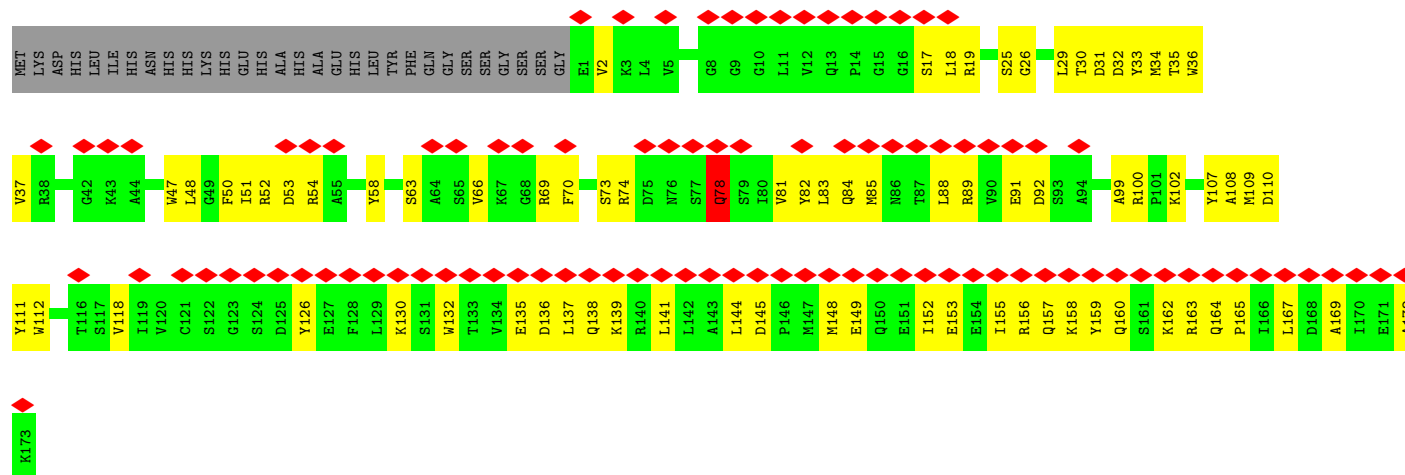 MET LYS ASP HIS LEU ILE HIS ASN HIS HIS LYS HIS GLU HIS ALA HIS ALA GLU HIS LEU TYR PHE GLN GLY SER SER GLY SER SER GLY E1 V2 K3 L4 V5 G8 G9 G10 L11 V12 Q13 P14 G15 G16 S17 L18 R19 S25 G26 L29 T30 D31 D32 Y33 M34 T35 W36
V37 R38 G42 K43 A44 W47 L48 G49 F50 I51 R52 D53 R54 A55 Y58 S63 A64 S65 V66 K67 G68 R69 F70 S73 R74 D75 N76 S77 Q78 S79 I80 V81 Y82 L83 Q84 M85 N86 T87 L88 R89 V90 E91 D92 S93 A94 A99 R100 P101 K102 Y107 A108 M109 D110
Y111 W112 T116 S117 V118 I119 V120 C121 S122 G123 S124 D125 Y126 E127 F128 L129 K130 S131 W132 T133 V134 E135 D136 L137 Q138 K139 R140 L141 L142 A143 L144 D145 P146 M147 M148 E149 Q150 E151 I152 E153 E154 I155 R156 Q157 K158 Y159 Q160 S161 K162 R163 Q164 P165 I166 L167 D168 A169 I170 E171
K173